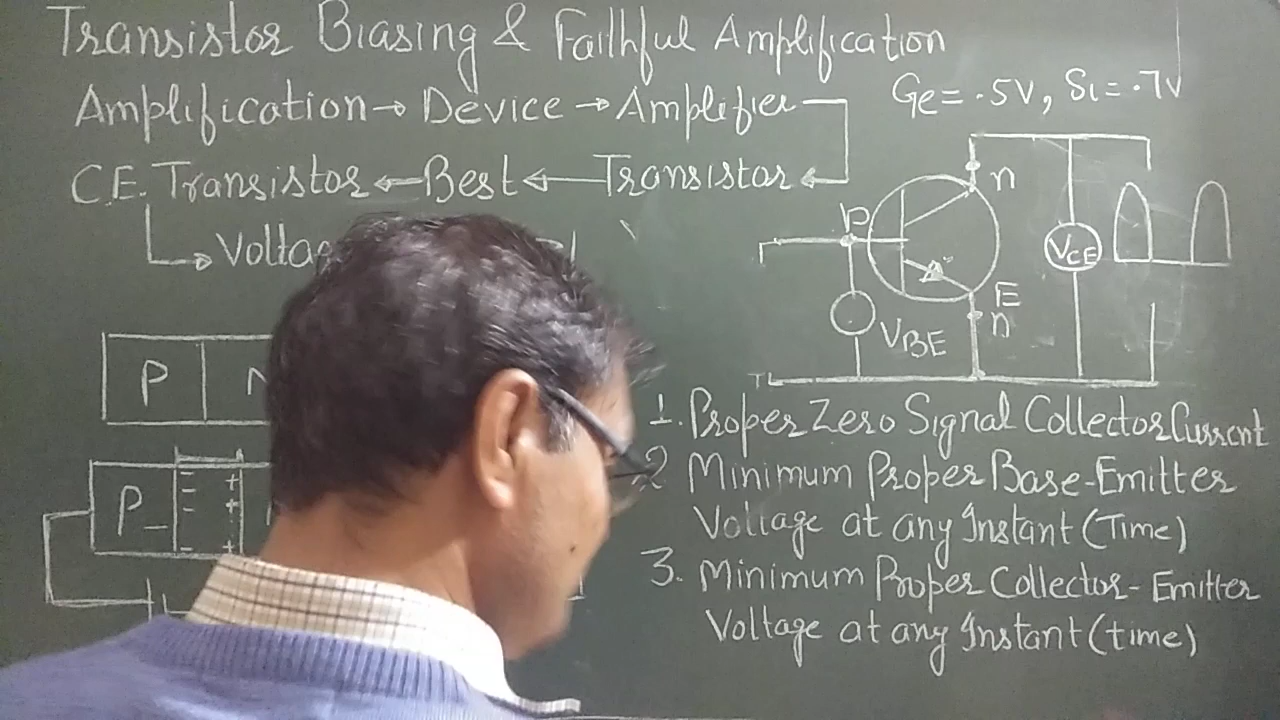 Transistor Biasing & Faithful Amplification
Amplification → Device → Amplifier
Ge = .5V, Si = .7V
C.E. Transistor ← Best ← Transistor
→ Volta
n
P
VCE
E
n
VBE
P N
P
1. Proper Zero Signal Collector Current
2 Minimum Proper Base-Emitter
Voltage at any Instant (Time)
3. Minimum Proper Collector-Emitter
Voltage at any Instant (time)